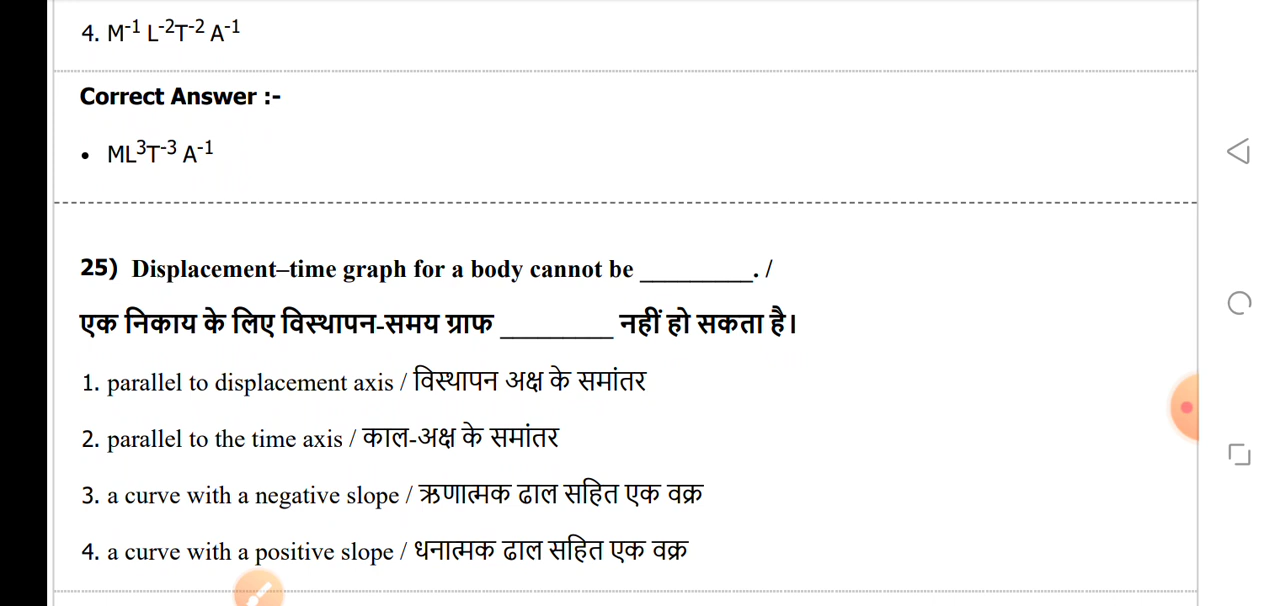 4. M⁻¹ L⁻²T⁻² A⁻¹
Correct Answer :-
• ML³T⁻³ A⁻¹
25) Displacement–time graph for a body cannot be _________. /
एक निकाय के लिए विस्थापन-समय ग्राफ _________ नहीं हो सकता है।
1. parallel to displacement axis / विस्थापन अक्ष के समांतर
2. parallel to the time axis / काल-अक्ष के समांतर
3. a curve with a negative slope / ऋणात्मक ढाल सहित एक वक्र
4. a curve with a positive slope / धनात्मक ढाल सहित एक वक्र